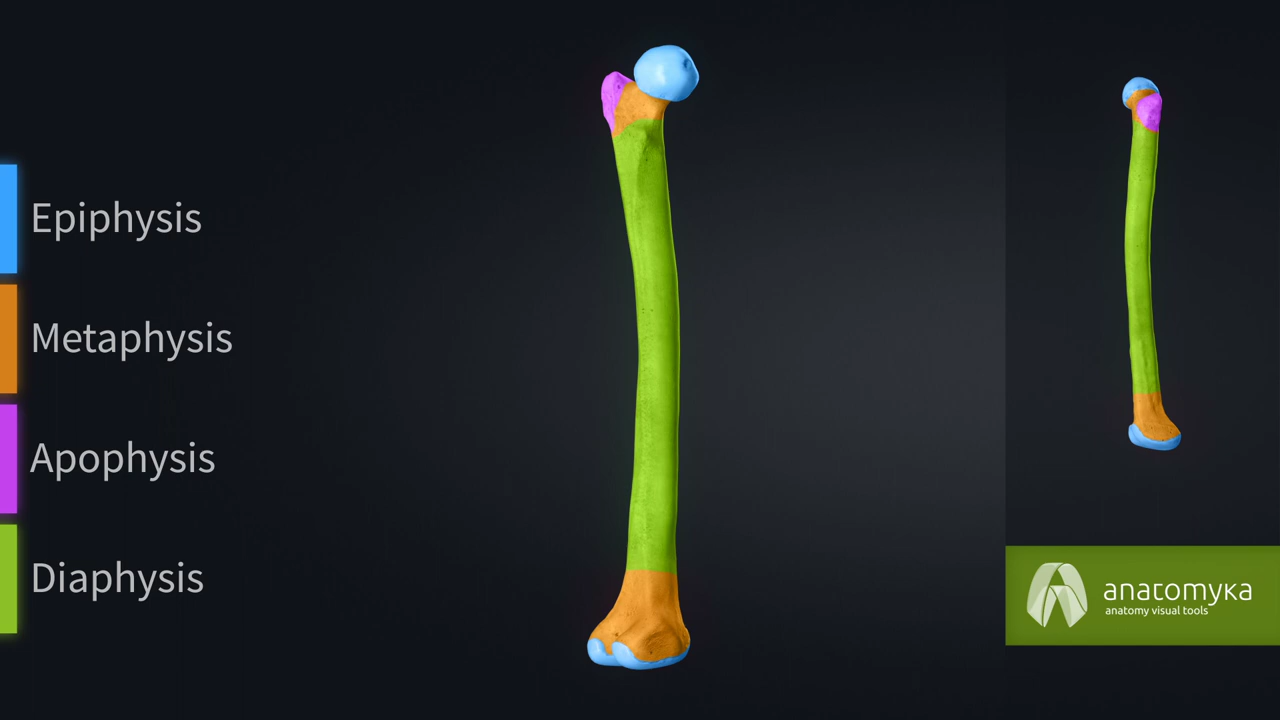 Epiphysis
Metaphysis
Apophysis
Diaphysis
anatomyka
anatomy visual tools